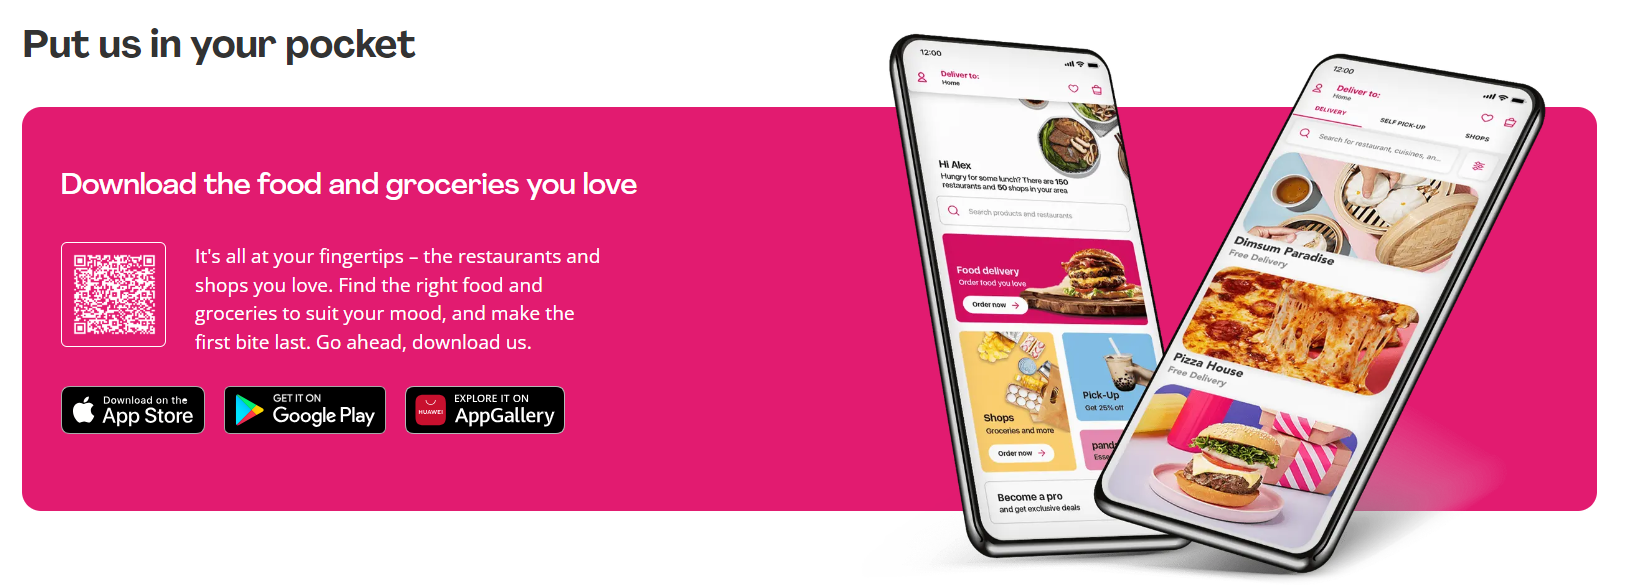 Put us in your pocket
Download the food and groceries you love
It's all at your fingertips – the restaurants and
shops you love. Find the right food and
groceries to suit your mood, and make the
first bite last. Go ahead, download us.
Download on the
App Store
GET IT ON
Google Play
HUAWEI
EXPLORE IT ON
AppGallery
12:00
Deliver to:
Home
Hi Alex
Hungry for some lunch? There are 150
restaurants and 50 shops in your area
Search products and restaurants
Food delivery
Order food you love
Order now
Shops
Groceries and more
Order now
Pick-Up
Get 25% off
panda
Esse
Become a pro
and get exclusive deals
12:00
Deliver to:
Home
DELIVERY
SELF PICK-UP
SHOPS
Search for restaurant, cuisines, an...
Dimsum Paradise
Free Delivery
Pizza House
Free Delivery